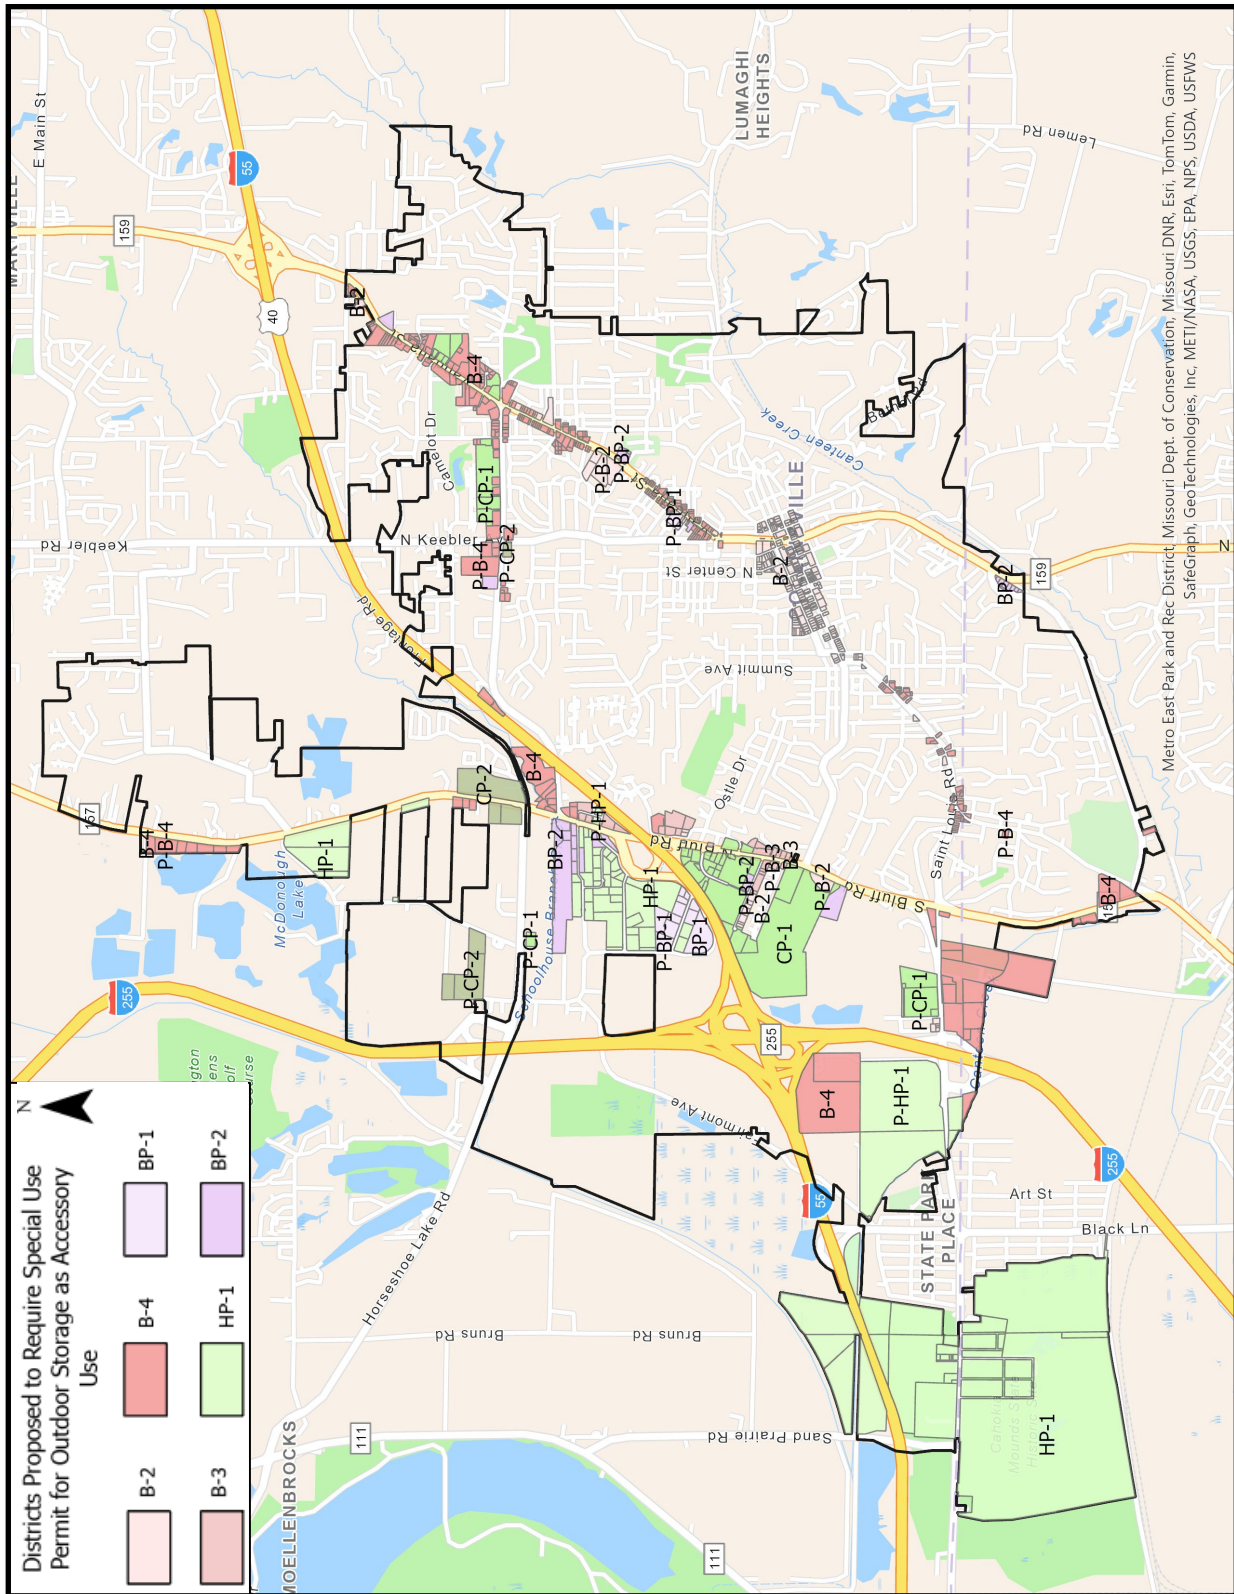 Districts Proposed to Require Special Use
Permit for Outdoor Storage as Accessory
Use
N
B-2
B-4
BP-1
B-3
HP-1
BP-2
MOELLENBROCKS
111
111
Sand Prairie Rd
Bruns Rd
Bruns Rd
Horseshoe Lake Rd
255
McDonough
Lake
157
B-4
P-B-4
HP-1
Keebler Rd
E Main St
159
55
40
B-2
B-4
Camelot Dr
N Keebler
P-CP-1
P-B-4
P-CP-2
Frontage Rd
CP-2
B-4
P-CP-2
P-CP-1
Schoolhouse Branch
BP-2
P-HP-1
HP-1
P-BP-1
BP-1
N Bluff Rd
Ostle Dr
Summit Ave
N Center St
P-B-2
P-BP-2
St
P-BP-1
B-2
LUMAGHI
HEIGHTS
Lemen Rd
Canteen Creek
P-BP-2
B-2
P-B-3
B-3
P-B-2
CP-1
S Bluff Rd
Saint Louis Rd
P-B-4
BP-2
159
B-4
P-CP-1
255
Fairmont Ave
B-4
P-HP-1
55
STATE PARK
PLACE
Art St
Black Ln
255
Cahokia
Mounds State
HP-1
Metro East Park and Rec District, Missouri Dept. of Conservation, Missouri DNR, Esri, TomTom, Garmin,
SafeGraph, GeoTechnologies, Inc, METI/NASA, USGS, EPA, NPS, USDA, USFWS